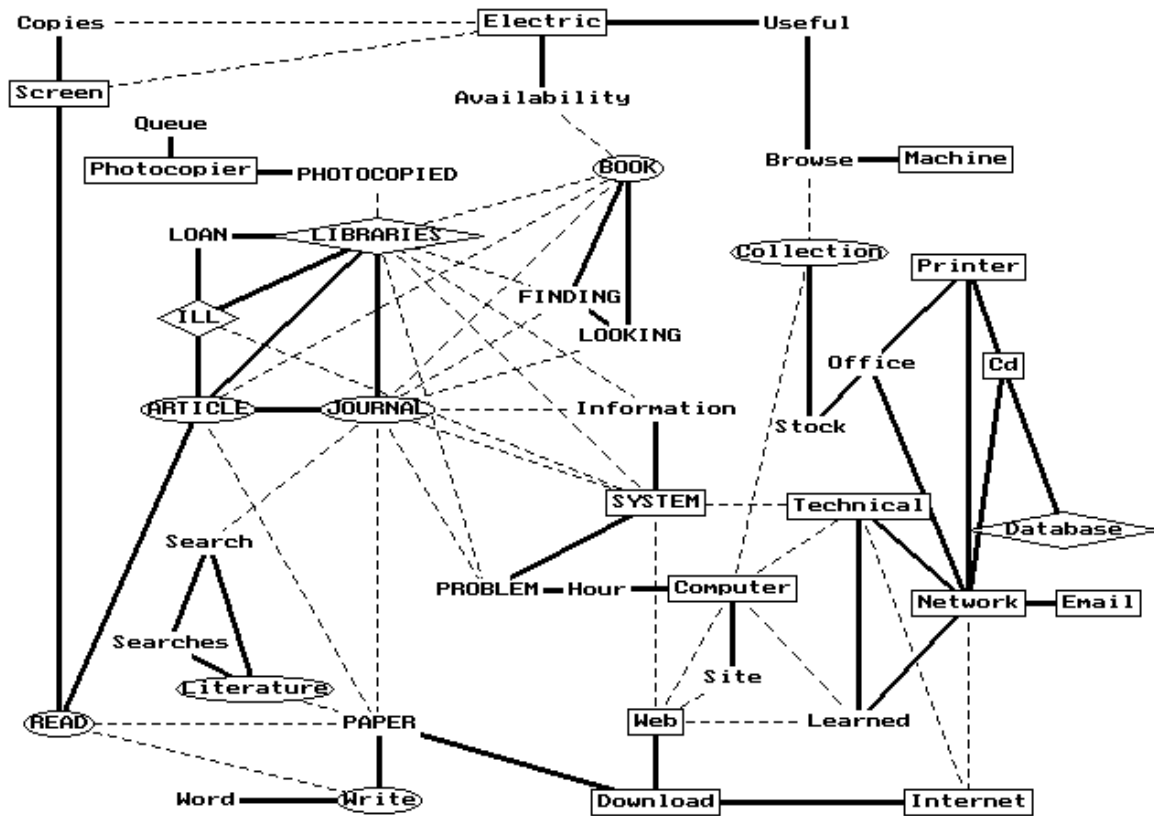 Copies
Electric
Useful
Screen
Availability
Queue
Photocopier
PHOTOCOPIED
BOOK
Browse
Machine
LOAN
LIBRARIES
Collection
Printer
FINDING
ILL
LOOKING
Office
Cd
ARTICLE
JOURNAL
Information
Stock
SYSTEM
Technical
Database
Search
PROBLEM
Hour
Computer
Network
Email
Searches
Site
Literature
READ
PAPER
Web
Learned
Word
Write
Download
Internet